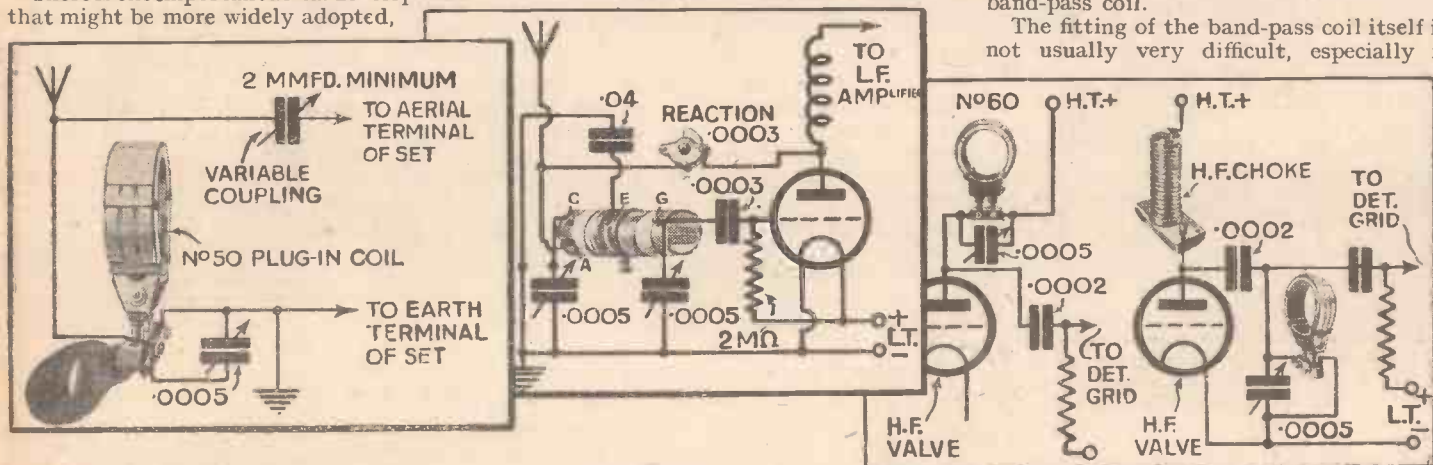 that might be more widely adopted,
band-pass coil.
The fitting of the band-pass coil itself i
not usually very difficult, especially
2 MMFD. MINIMUM
TO AERIAL
TERMINAL
OF SET
VARIABLE
COUPLING
Nº50 PLUG-IN COIL
TO EARTH
TERMINAL
OF SET
.0005
TO
L.F.
AMPLIFIER
.04
REACTION
.0003
.0003
C
E
G
A
.0005
.0005
2MΩ
+
L.T.
-
Nº60
H.T.+
.0005
.0002
TO
DET.
GRID
H.F.
VALVE
H.T.+
H.F.CHOKE
TO
DET.
GRID
.0002
H.F.
VALVE
.0005
+
L.T.
-